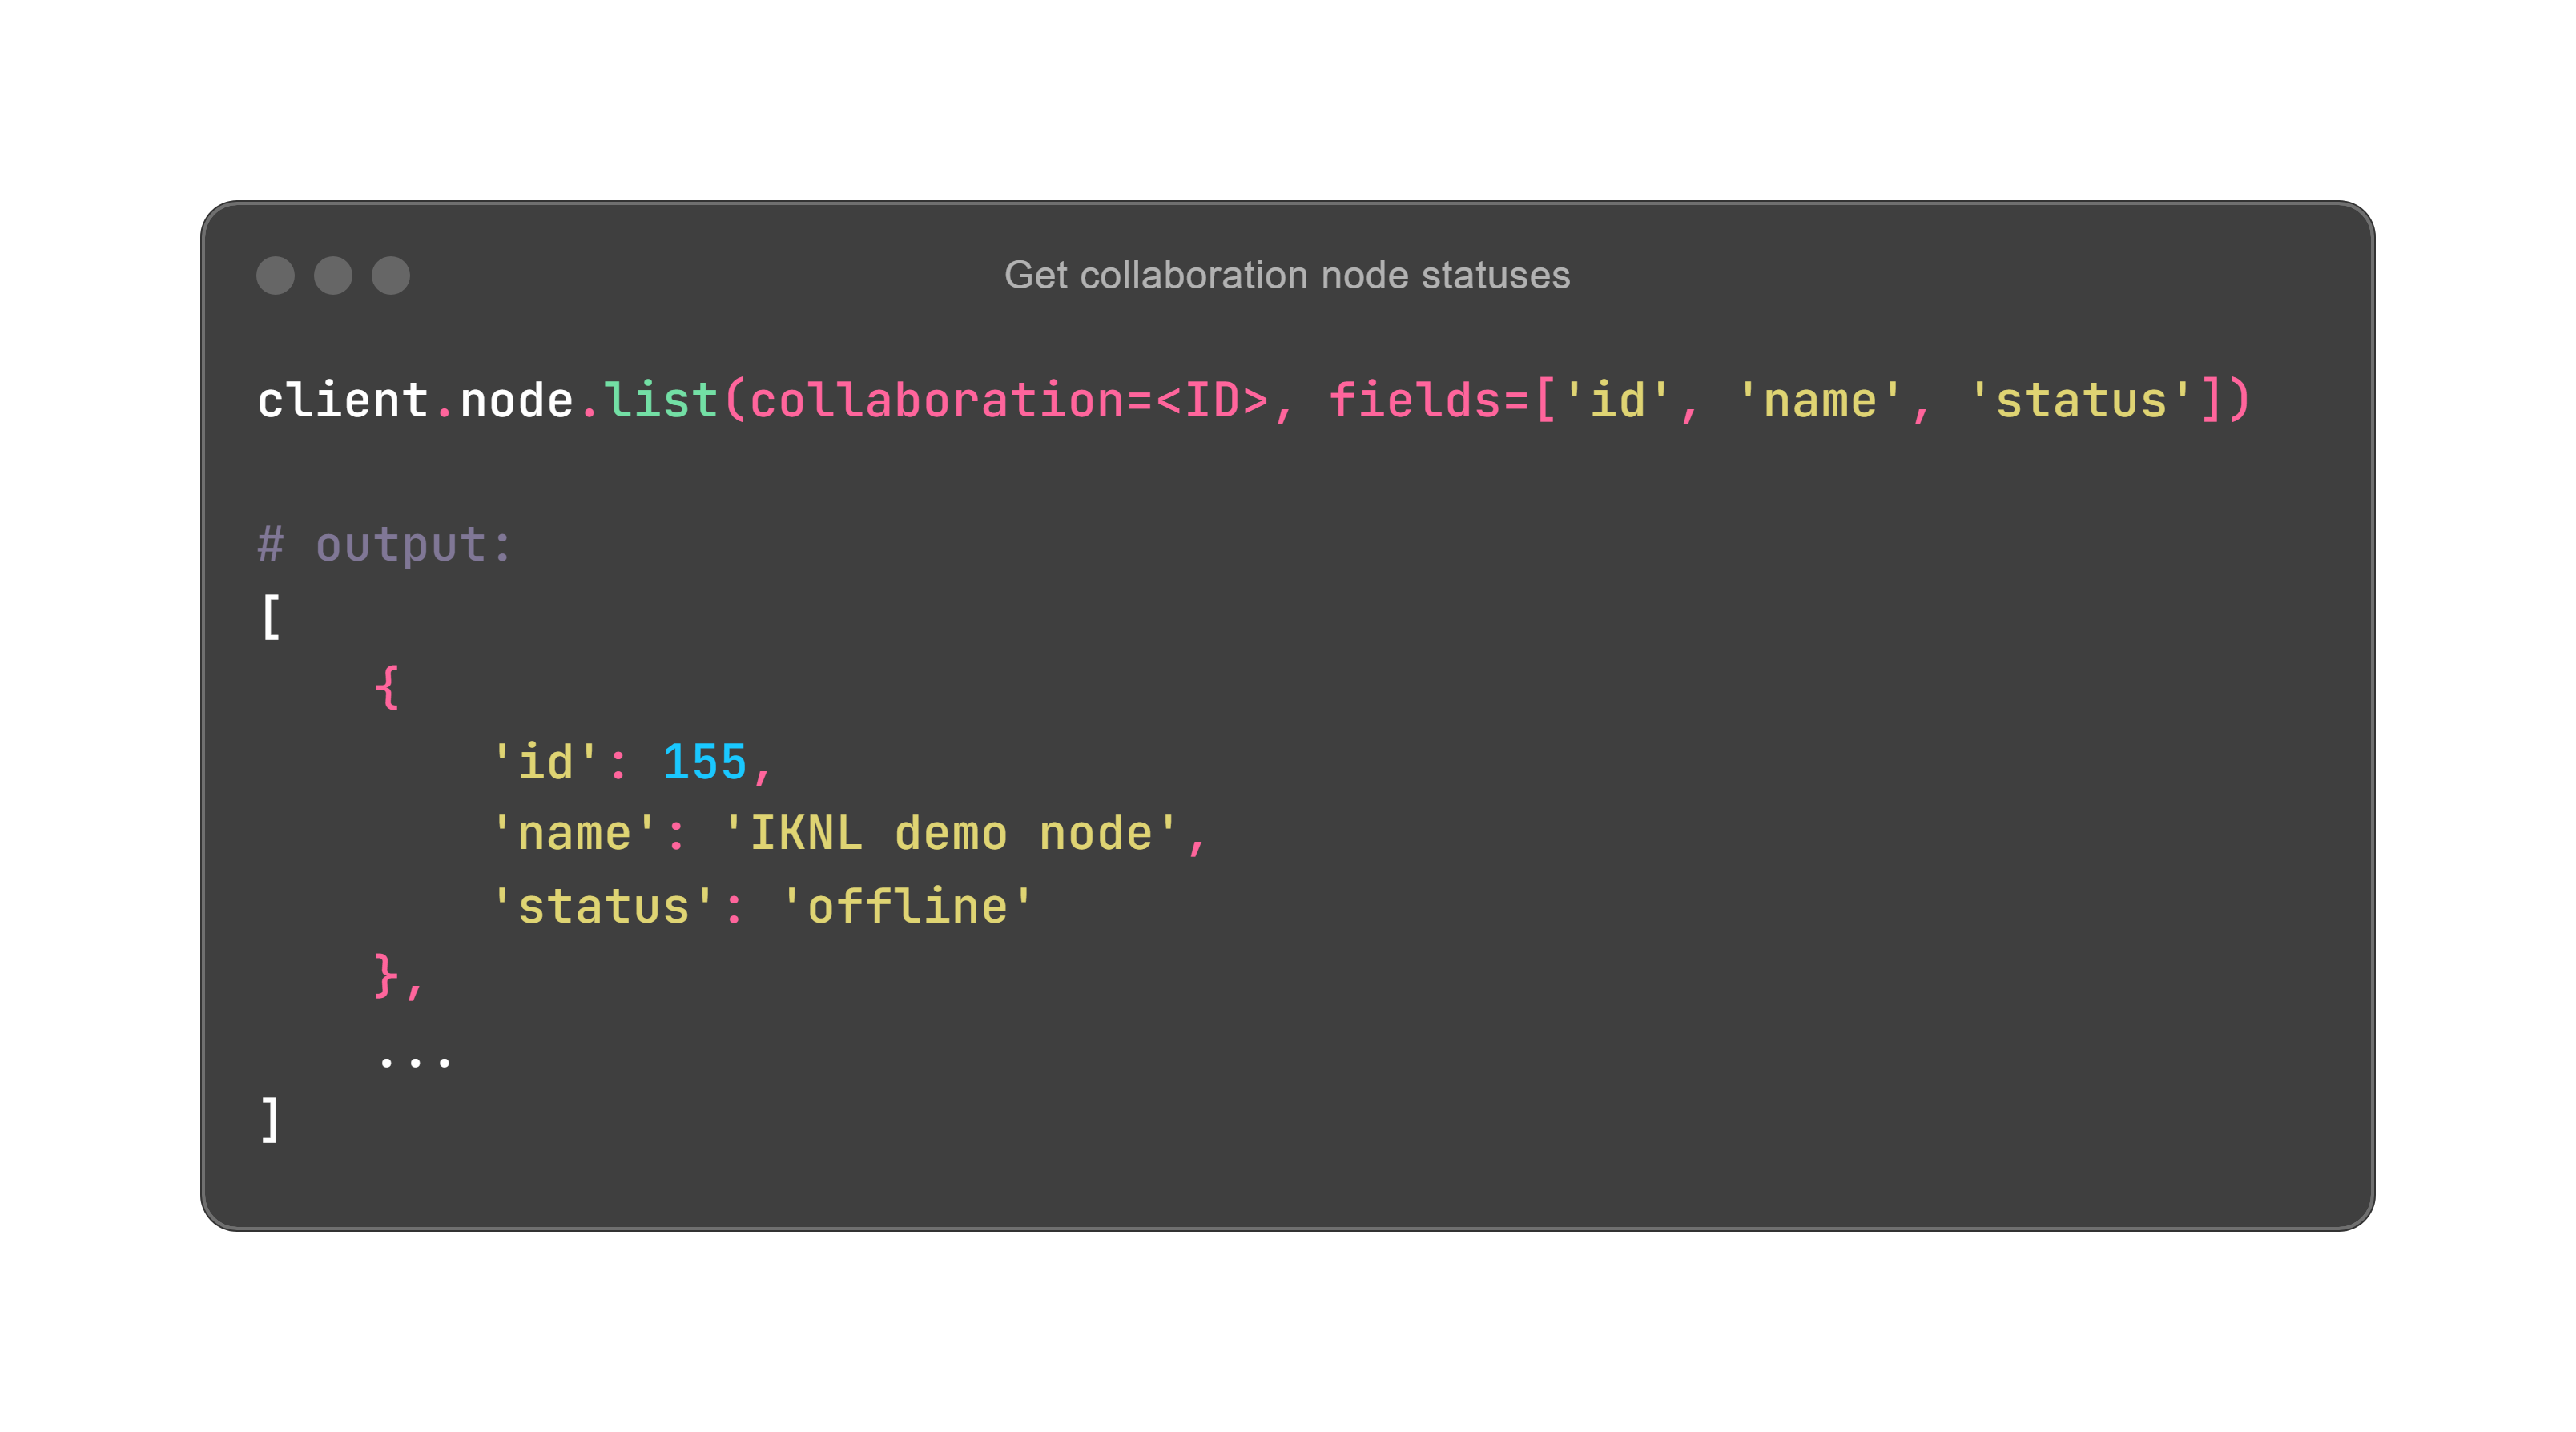 Get collaboration node statuses
client.node.list(collaboration=<ID>, fields=['id', 'name', 'status'])
# output:
[
    {
        'id': 155,
        'name': 'IKNL demo node',
        'status': 'offline'
    },
    ...
]